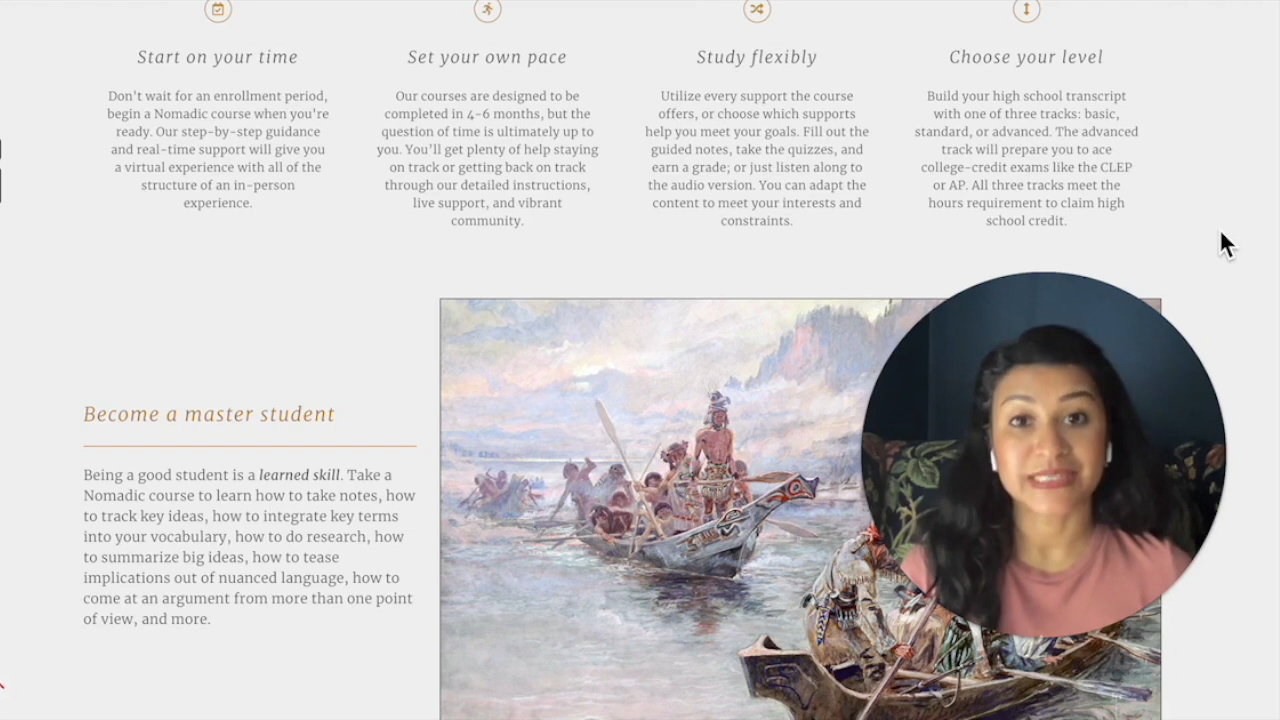 Start on your time
Don't wait for an enrollment period,
begin a Nomadic course when you're
ready. Our step-by-step guidance
and real-time support will give you
a virtual experience with all of the
structure of an in-person
experience.
Set your own pace
Our courses are designed to be
completed in 4-6 months, but the
question of time is ultimately up to
you. You'll get plenty of help staying
on track or getting back on track
through our detailed instructions,
live support, and vibrant
community.
Study flexibly
Utilize every support the course
offers, or choose which supports
help you meet your goals. Fill out the
guided notes, take the quizzes, and
earn a grade; or just listen along to
the audio version. You can adapt the
content to meet your interests and
constraints.
Choose your level
Build your high school transcript
with one of three tracks: basic,
standard, or advanced. The advanced
track will prepare you to ace
college-credit exams like the CLEP
or AP. All three tracks meet the
hours requirement to claim high
school credit.
Become a master student
Being a good student is a learned skill. Take a
Nomadic course to learn how to take notes, how
to track key ideas, how to integrate key terms
into your vocabulary, how to do research, how
to summarize big ideas, how to tease
implications out of nuanced language, how to
come at an argument from more than one point
of view, and more.